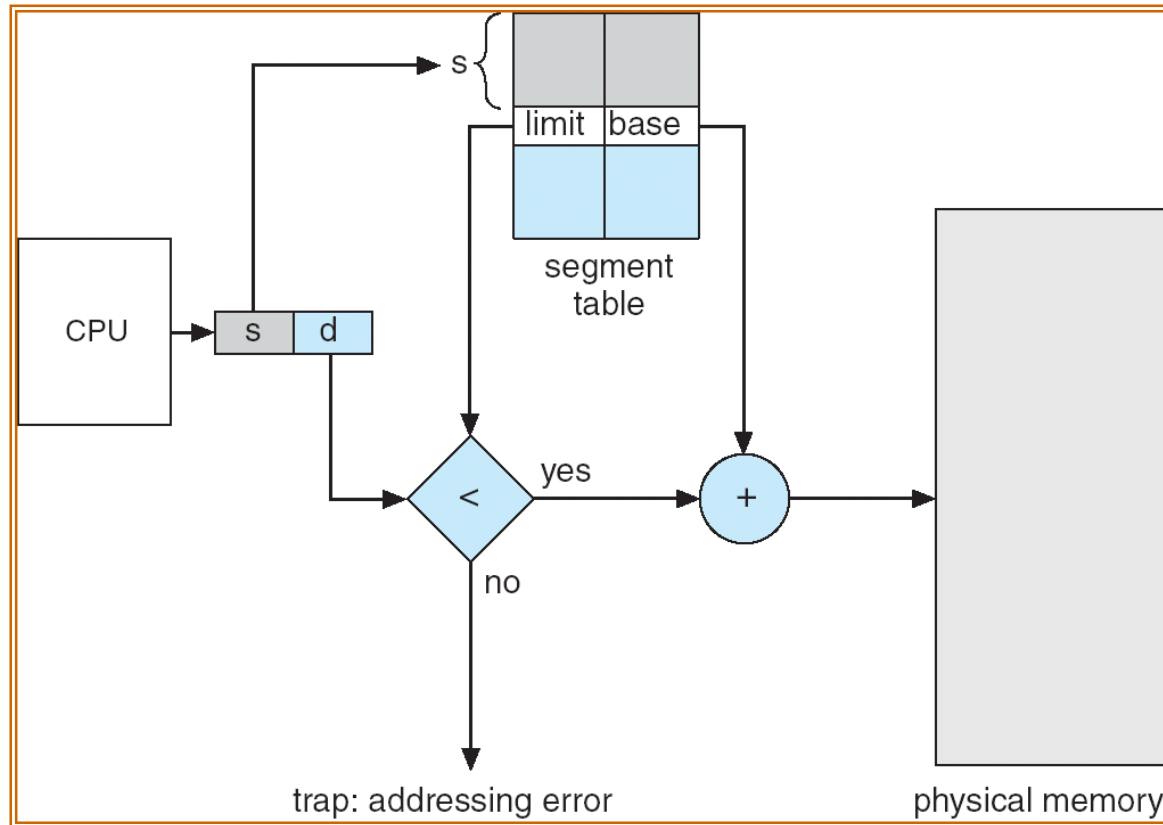 s
limit base
segment
table
CPU
s d
<
yes
+
no
trap: addressing error
physical memory